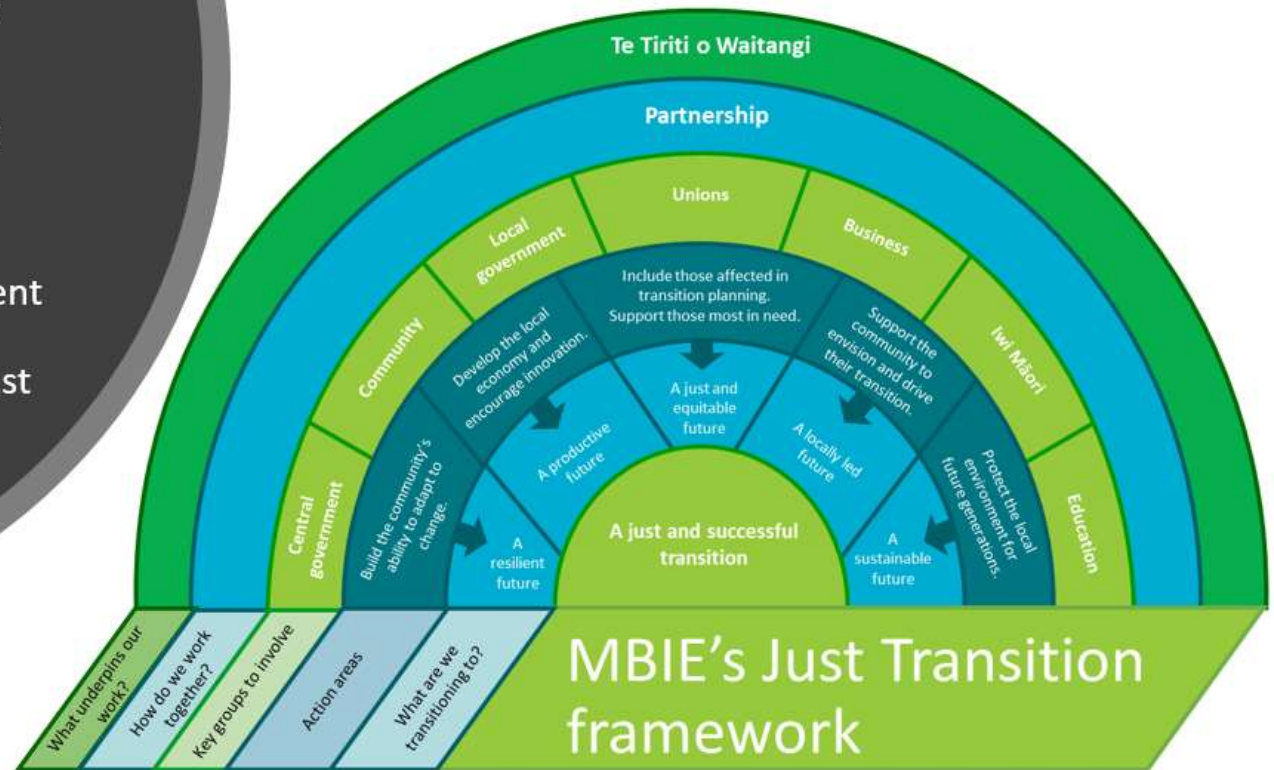 Te Tiriti o Waitangi
Partnership
Central
government
Community
Local
government
Unions
Business
Iwi Māori
Education
Build the community's
ability to adapt to
change.
Develop the local
economy and
encourage innovation.
Include those affected in
transition planning.
Support those most in need.
Support the
community to
envision and drive
their transition.
Protect the local
environment for
future generations.
A
resilient
future
A productive
future
A just and
equitable
future
A locally led
future
A
sustainable
future
A just and successful
transition
What underpins our
work?
How do we work
together?
Key groups to involve
Action areas
What are we
transitioning to?
MBIE's Just Transition
framework